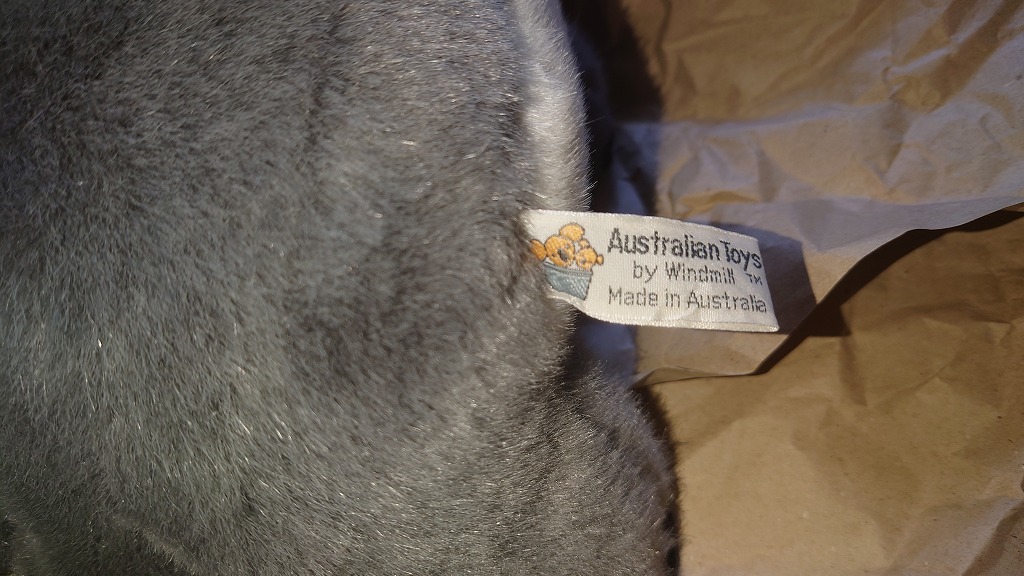 Australian Toys
by Windmill ™
Made in Australia